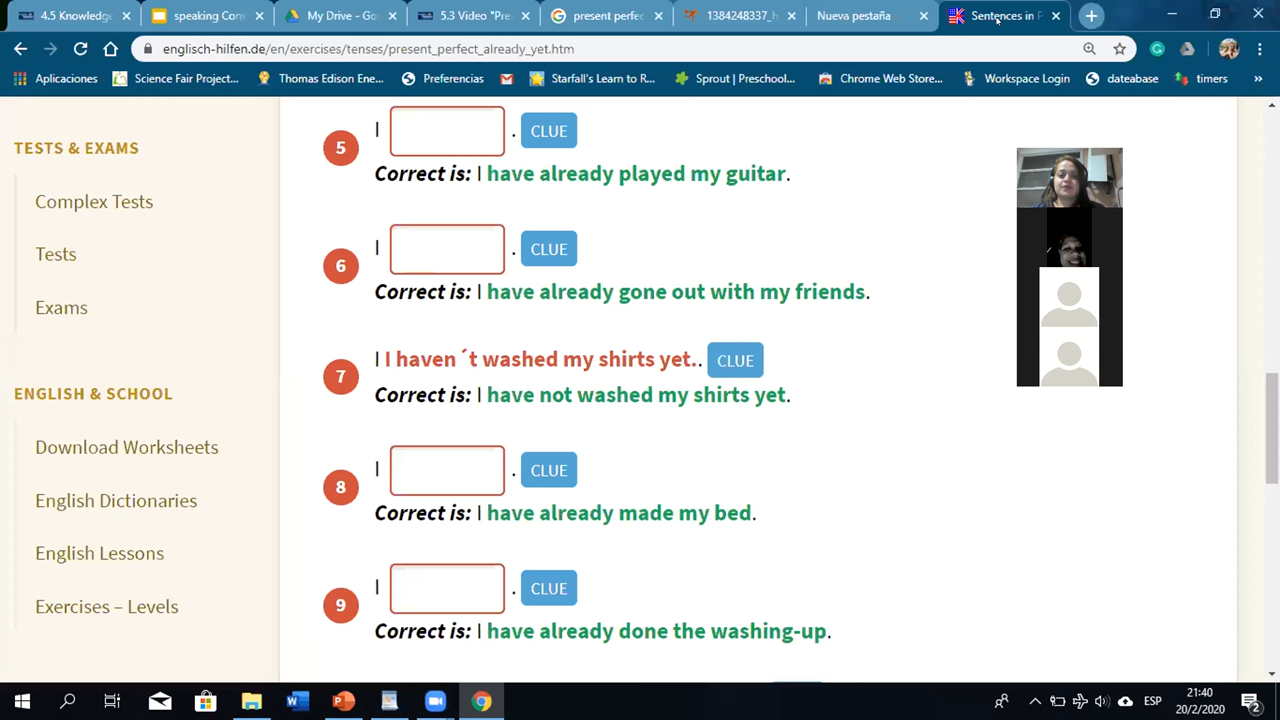 4.5 Knowledg
speaking Con
My Drive - Go
5.3 Video "Pre
present perfe
1384248337_h
Nueva pestaña
Sentences in P
englisch-hilfen.de/en/exercises/tenses/present_perfect_already_yet.htm
Aplicaciones
Science Fair Project...
Thomas Edison Ene...
Preferencias
Starfall's Learn to R...
Sprout | Preschool...
Chrome Web Store...
Workspace Login
dateabase
timers
»
TESTS & EXAMS
Complex Tests
Tests
Exams
ENGLISH & SCHOOL
Download Worksheets
English Dictionaries
English Lessons
Exercises – Levels
5 I . CLUE
Correct is: I have already played my guitar.
6 I . CLUE
Correct is: I have already gone out with my friends.
7 I I haven ´t washed my shirts yet.. CLUE
Correct is: I have not washed my shirts yet.
8 I . CLUE
Correct is: I have already made my bed.
9 I . CLUE
Correct is: I have already done the washing-up.
ESP
21:40
20/2/2020
2